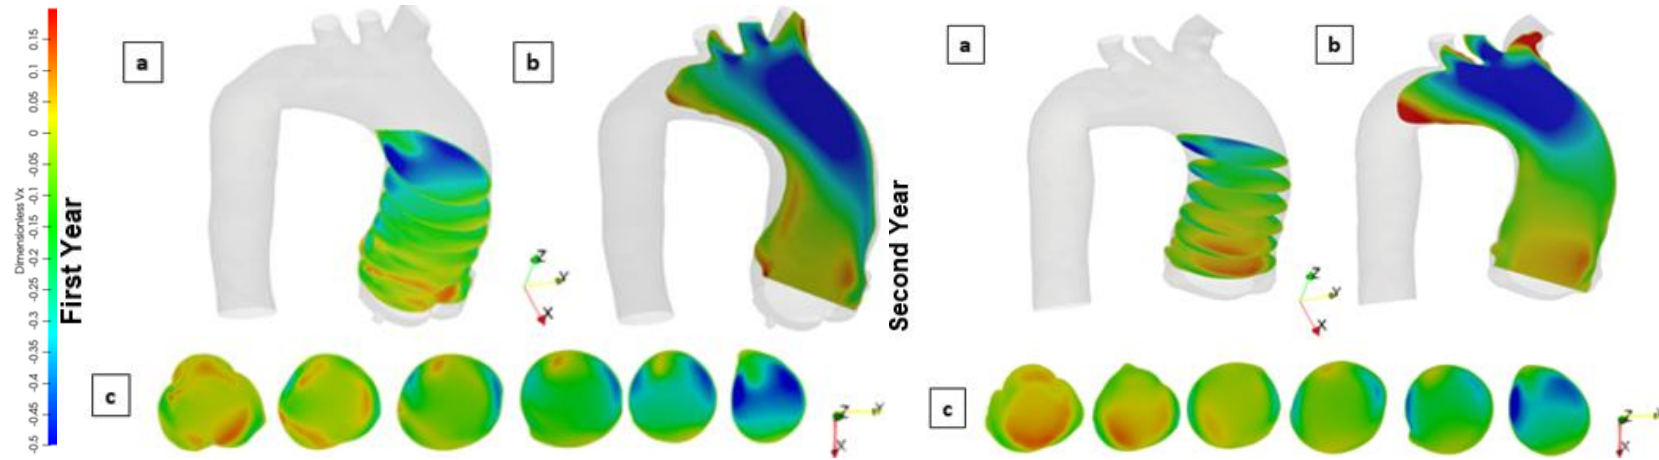 0.15
0.1
0.05
0
-0.05
-0.1
-0.15
-0.2
-0.25
-0.3
-0.35
-0.4
-0.45
-0.5
Dimensionless Vx
First Year
a
b
Z
Y
X
c
Z
Y
X
Second Year
a
b
Z
Y
X
c
Z
X